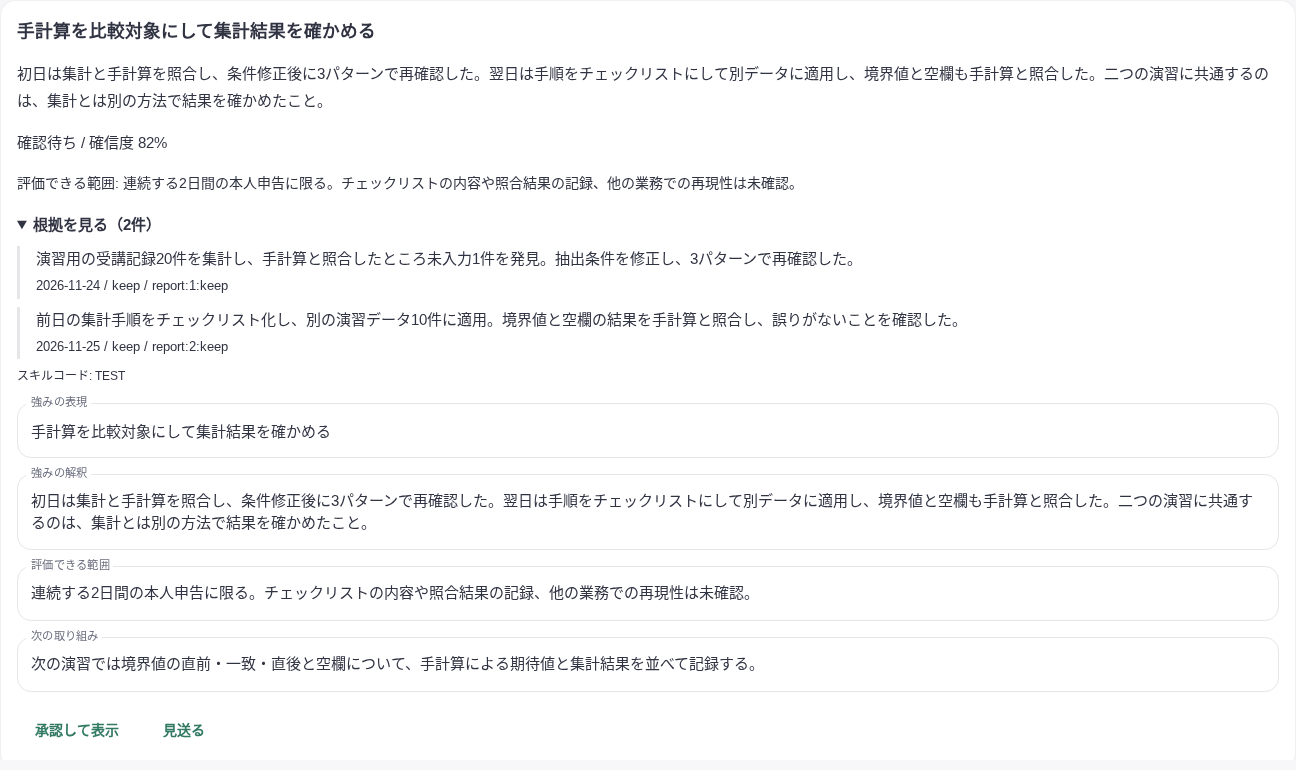 手計算を比較対象にして集計結果を確かめる
初日は集計と手計算を照合し、条件修正後に3パターンで再確認した。翌日は手順をチェックリストにして別データに適用し、境界値と空欄も手計算と照合した。二つの演習に共通するの
は、集計とは別の方法で結果を確かめたこと。
確認待ち / 確信度 82%
評価できる範囲: 連続する2日間の本人申告に限る。チェックリストの内容や照合結果の記録、他の業務での再現性は未確認。
▼ 根拠を見る（2件）
演習用の受講記録20件を集計し、手計算と照合したところ未入力1件を発見。抽出条件を修正し、3パターンで再確認した。
2026-11-24 / keep / report:1:keep
前日の集計手順をチェックリスト化し、別の演習データ10件に適用。境界値と空欄の結果を手計算と照合し、誤りがないことを確認した。
2026-11-25 / keep / report:2:keep
スキルコード: TEST
強みの表現
手計算を比較対象にして集計結果を確かめる
強みの解釈
初日は集計と手計算を照合し、条件修正後に3パターンで再確認した。翌日は手順をチェックリストにして別データに適用し、境界値と空欄も手計算と照合した。二つの演習に共通す
るのは、集計とは別の方法で結果を確かめたこと。
評価できる範囲
連続する2日間の本人申告に限る。チェックリストの内容や照合結果の記録、他の業務での再現性は未確認。
次の取り組み
次の演習では境界値の直前・一致・直後と空欄について、手計算による期待値と集計結果を並べて記録する。
承認して表示 見送る